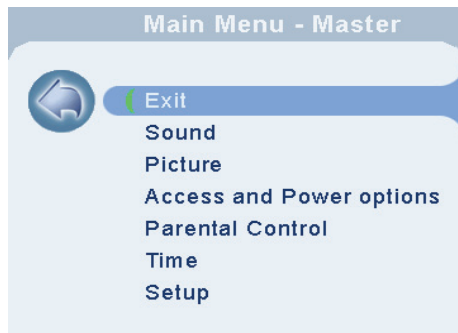 Main Menu - Master
Exit
Sound
Picture
Access and Power options
Parental Control
Time
Setup